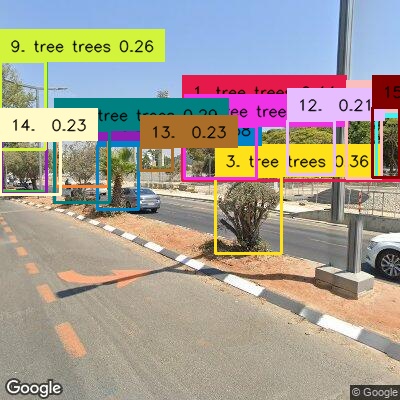 9. tree trees 0.26
1.
15
tree trees 0.20
tree trees
12. 0.21
14. 0.23
13. 0.23
3. tree trees 0.36
Google
© Google